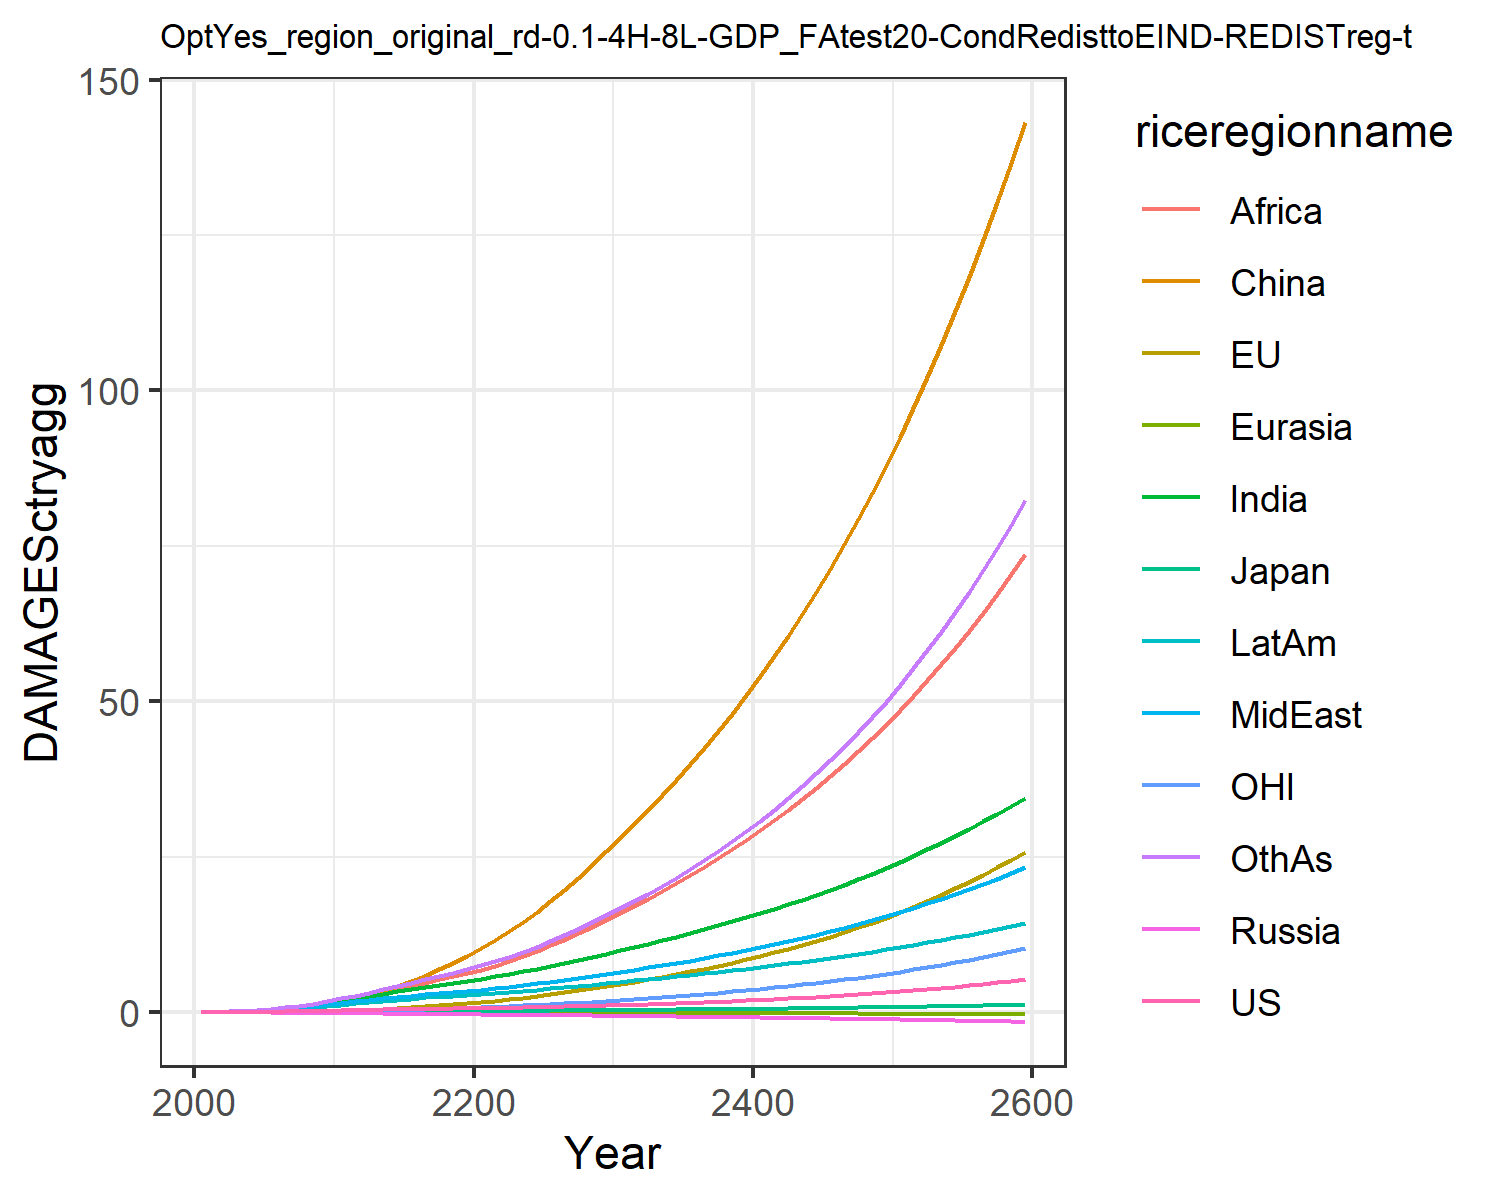 OptYes_region_original_rd-0.1-4H-8L-GDP_FAtest20-CondRedisttoEIND-REDISTreg-t
150
100
50
0
DAMAGESctryagg
2000
2200
2400
2600
Year
riceregionname
Africa
China
EU
Eurasia
India
Japan
LatAm
MidEast
OHI
OthAs
Russia
US